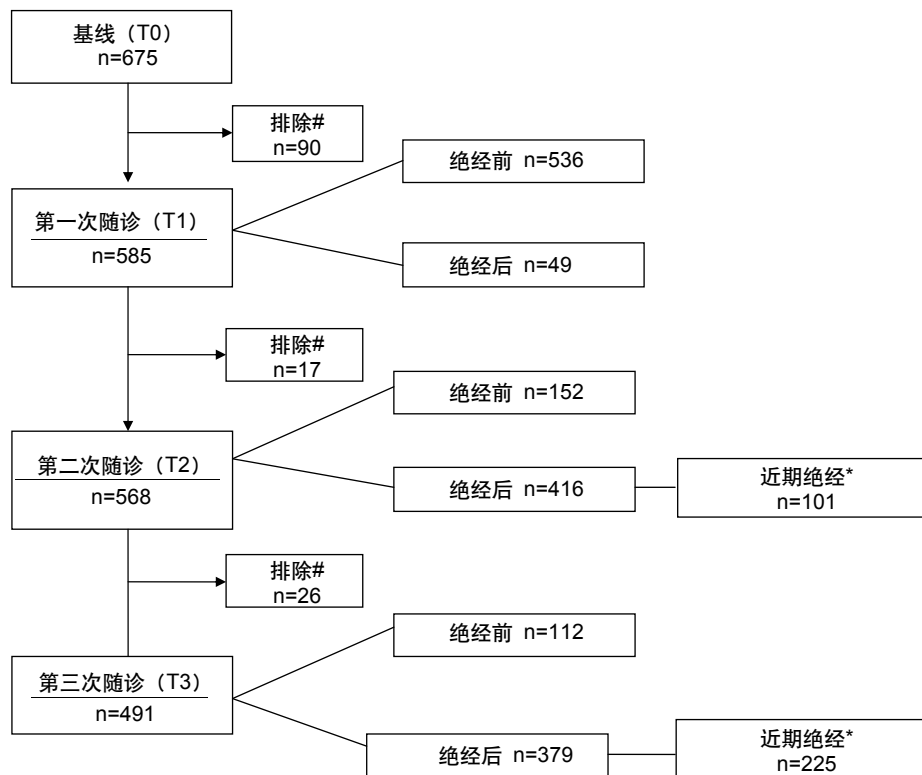 基线（T0）
n=675
排除#
n=90
绝经前 n=536
第一次随诊（T1）
n=585
绝经后 n=49
排除#
n=17
绝经前 n=152
第二次随诊（T2）
n=568
绝经后 n=416
近期绝经*
n=101
排除#
n=26
绝经前 n=112
第三次随诊（T3）
n=491
绝经后 n=379
近期绝经*
n=225